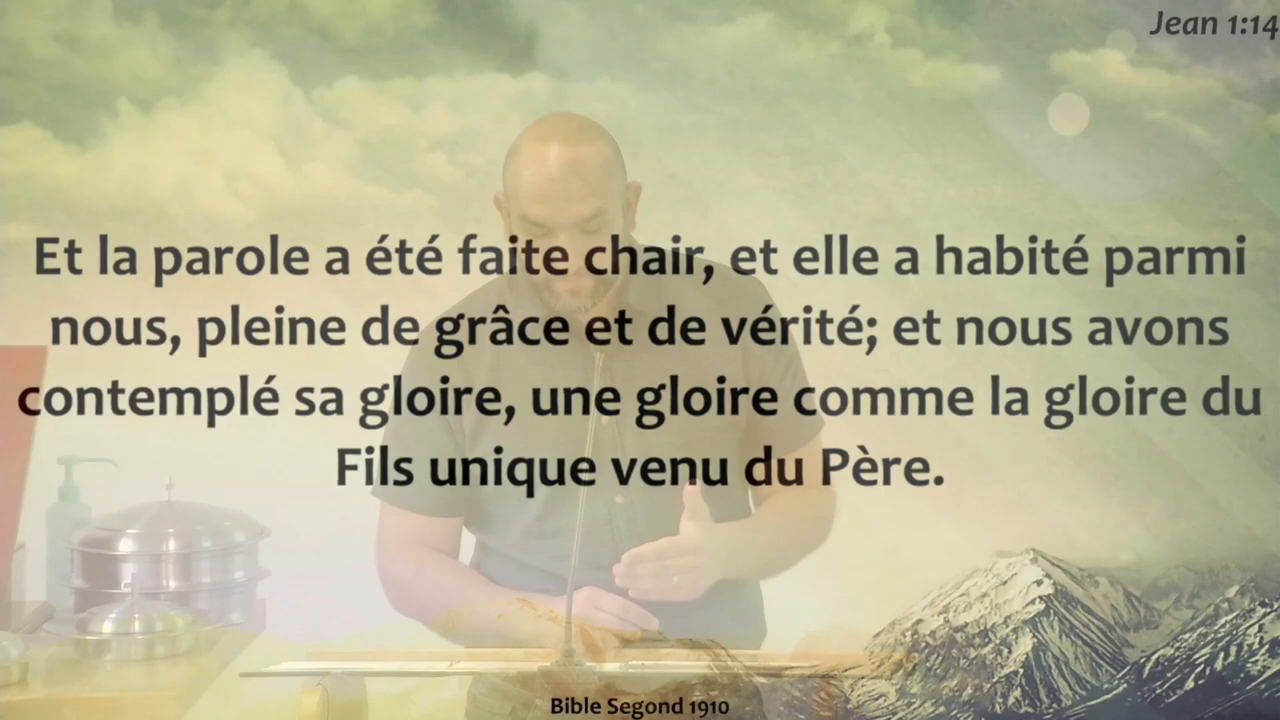 Jean 1:14
Et la parole a été faite chair, et elle a habité parmi
nous, pleine de grâce et de vérité; et nous avons
contemplé sa gloire, une gloire comme la gloire du
Fils unique venu du Père.
Bible Segond 1910